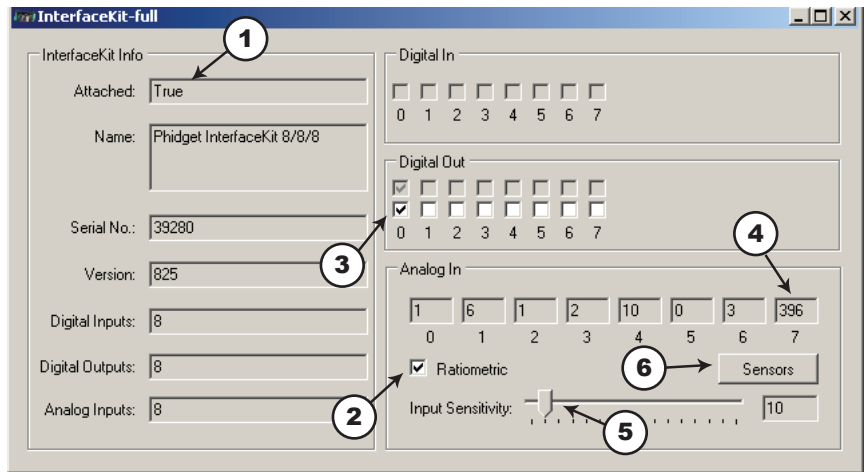 InterfaceKit-full
1
InterfaceKit Info
Attached: True
Name: Phidget InterfaceKit 8/8/8
Serial No.: 39280
Version: 825
Digital Inputs: 8
Digital Outputs: 8
Analog Inputs: 8
Digital In
0 1 2 3 4 5 6 7
Digital Out
0 1 2 3 4 5 6 7
3
4
Analog In
1 6 1 2 10 0 3 396
0 1 2 3 4 5 6 7
2
Ratiometric
6
Sensors
Input Sensitivity: 10
5